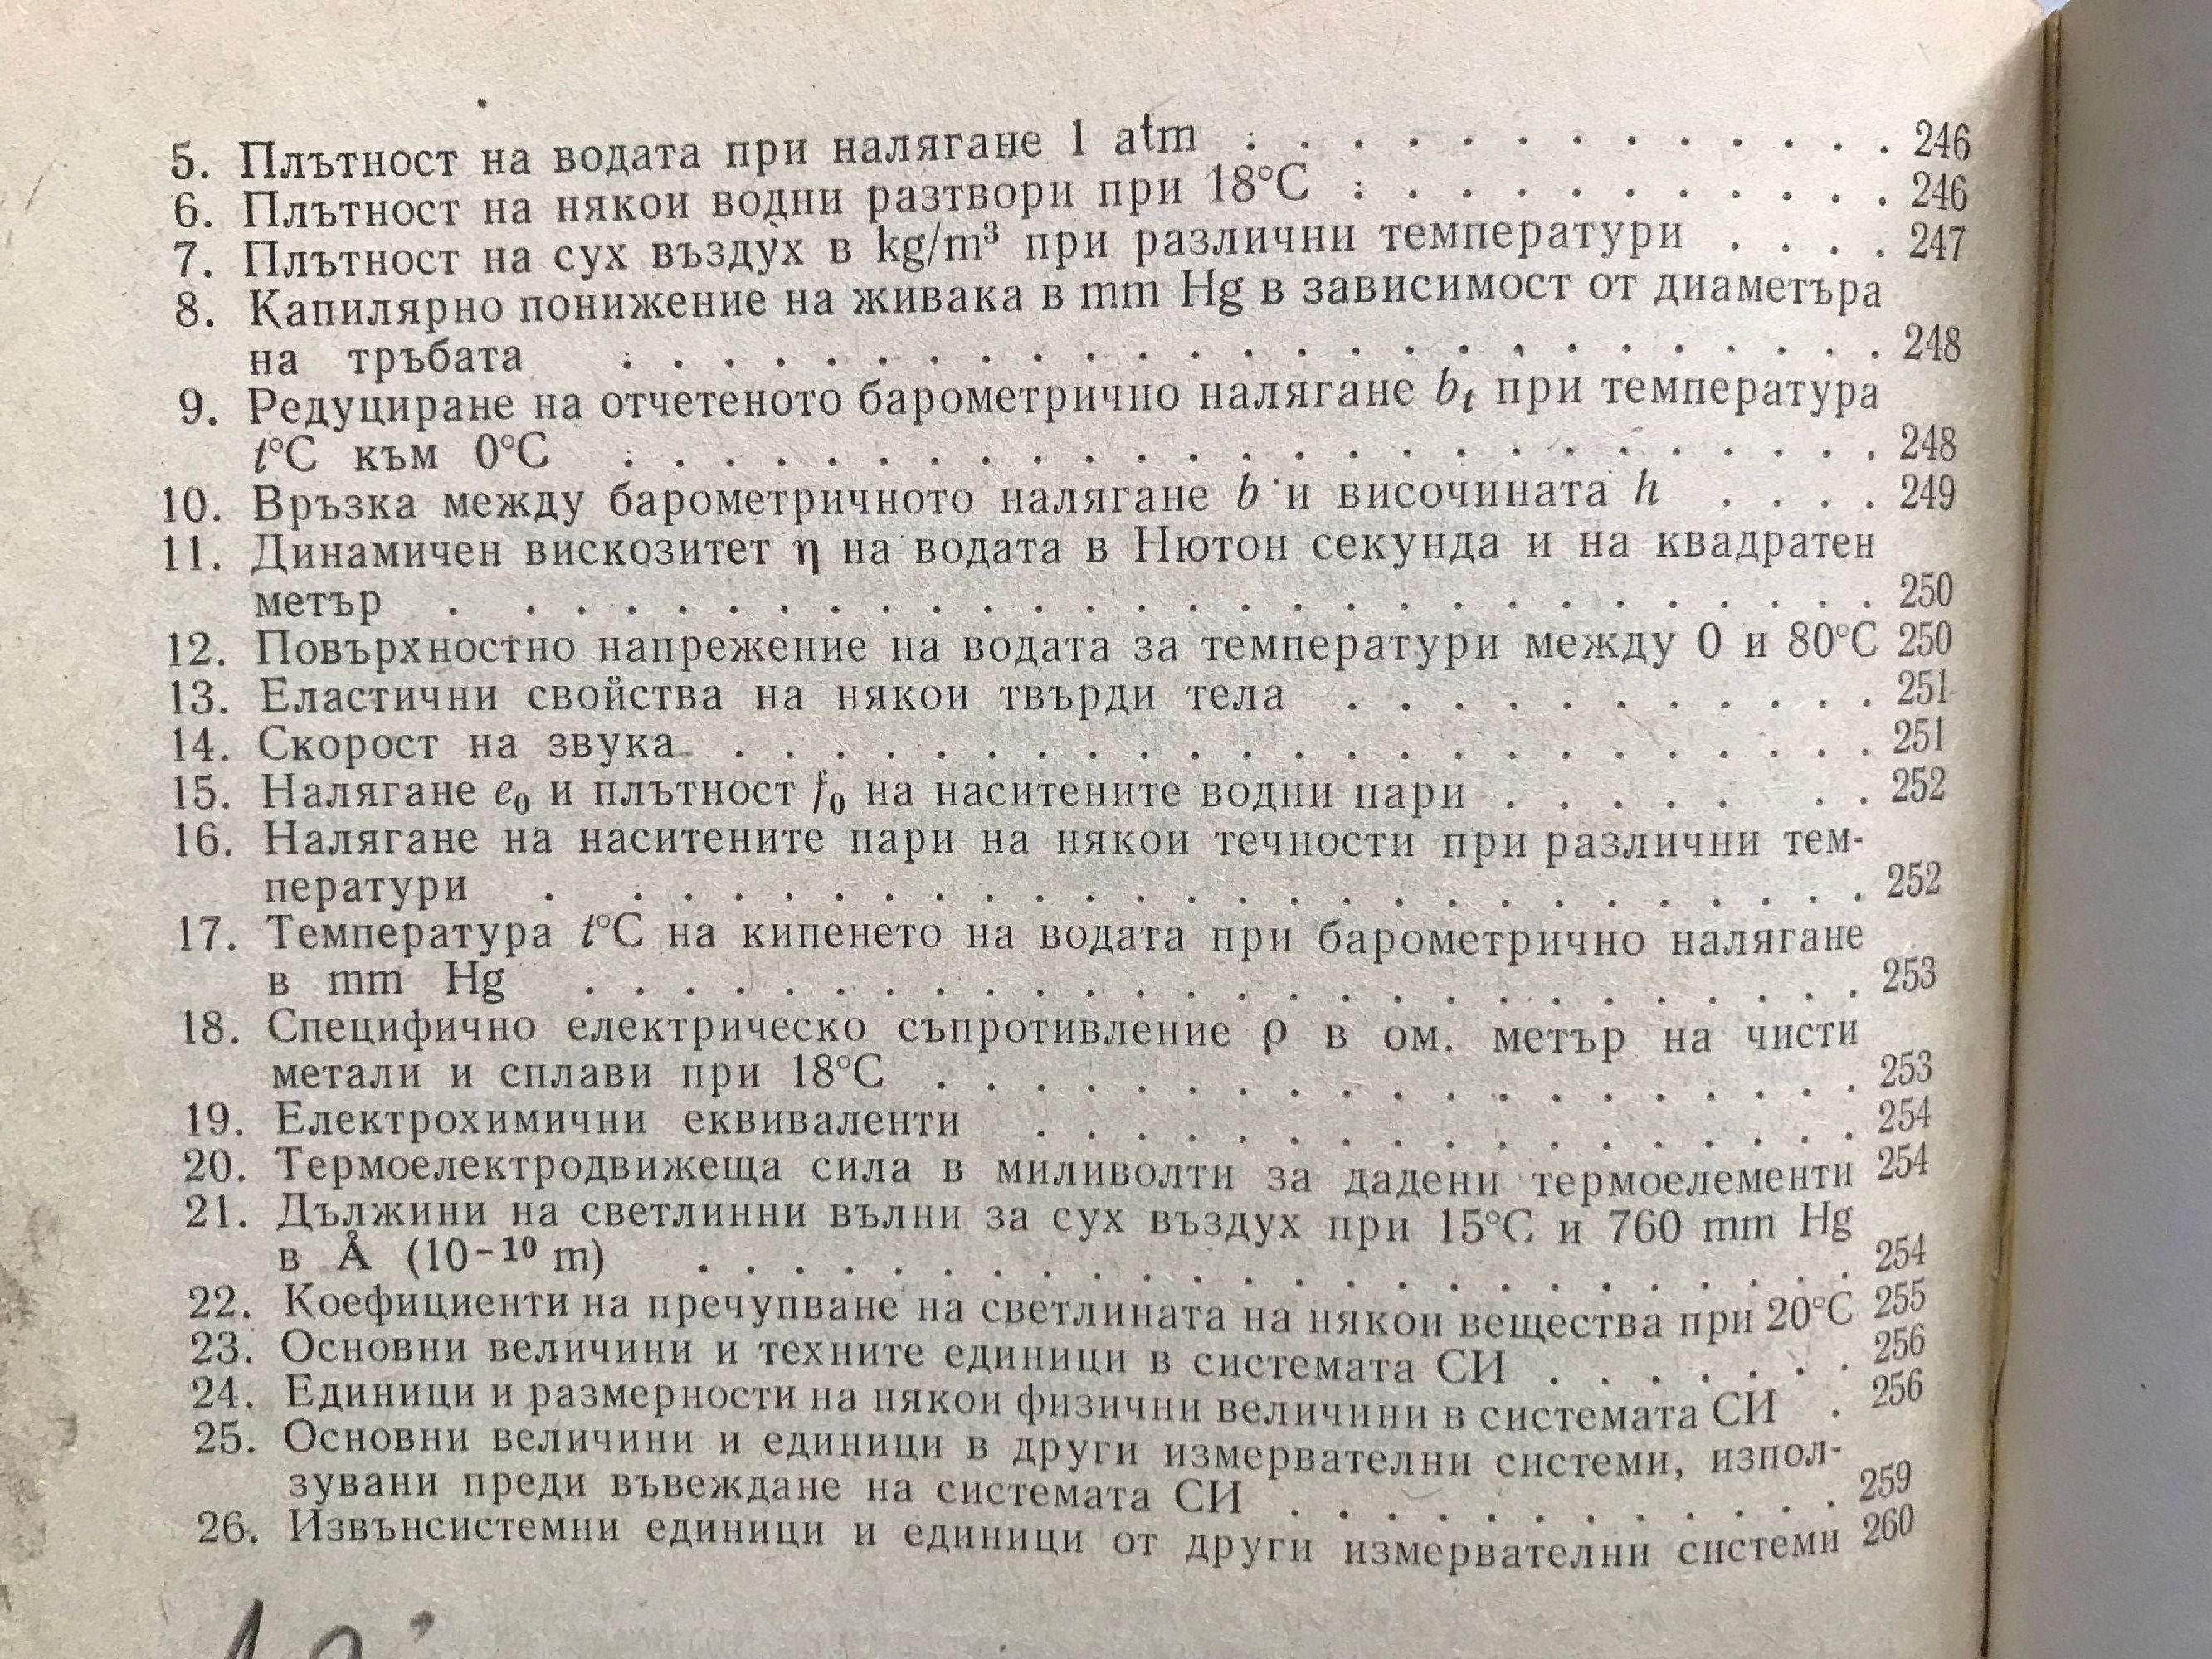 5. Плътност на водата при налягане 1 atm : . . . . . . . . . . . . 246
6. Плътност на някои водни разтвори при 18°C : . . . . . . . . . . 246
7. Плътност на сух въздух в kg/m³ при различни температури . . . . 247
8. Капилярно понижение на живака в mm Hg в зависимост от диаметъра
на тръбата : . . . . . . . . . . . . . . . . . . . . . . . 248
9. Редуциране на отчетеното барометрично налягане bₜ при температура
t°C към 0°C : . . . . . . . . . . . . . . . . . . . . . . . 248
10. Връзка между барометричното налягане b и височината h . . . . 249
11. Динамичен вискозитет η на водата в Нютон секунда и на квадратен
метър . . . . . . . . . . . . . . . . . . . . . . . . . . . 250
12. Повърхностно напрежение на водата за температури между 0 и 80°C 250
13. Еластични свойства на някои твърди тела . . . . . . . . . . . 251
14. Скорост на звука . . . . . . . . . . . . . . . . . . . . . . 251
15. Налягане e₀ и плътност f₀ на наситените водни пари . . . . . . . 252
16. Налягане на наситените пари на някои течности при различни тем-
ператури . . . . . . . . . . . . . . . . . . . . . . . . . 252
17. Температура t°C на кипенето на водата при барометрично налягане
в mm Hg . . . . . . . . . . . . . . . . . . . . . . . . . . 253
18. Специфично електрическо съпротивление ρ в ом. метър на чисти
метали и сплави при 18°C . . . . . . . . . . . . . . . . . . . 253
19. Електрохимични еквиваленти . . . . . . . . . . . . . . . . . 254
20. Термоелектродвижеща сила в миливолти за дадени термоелементи 254
21. Дължини на светлинни вълни за сух въздух при 15°C и 760 mm Hg
в Å (10⁻¹⁰ m) . . . . . . . . . . . . . . . . . . . . . . . . 254
22. Коефициенти на пречупване на светлината на някои вещества при 20°C 255
23. Основни величини и техните единици в системата СИ . . . . . . . 256
24. Единици и размерности на някои физични величини в системата СИ . 256
25. Основни величини и единици в други измервателни системи, изпол-
зувани преди въвеждане на системата СИ . . . . . . . . . . . . 259
26. Извънсистемни единици и единици от други измервателни системи 260